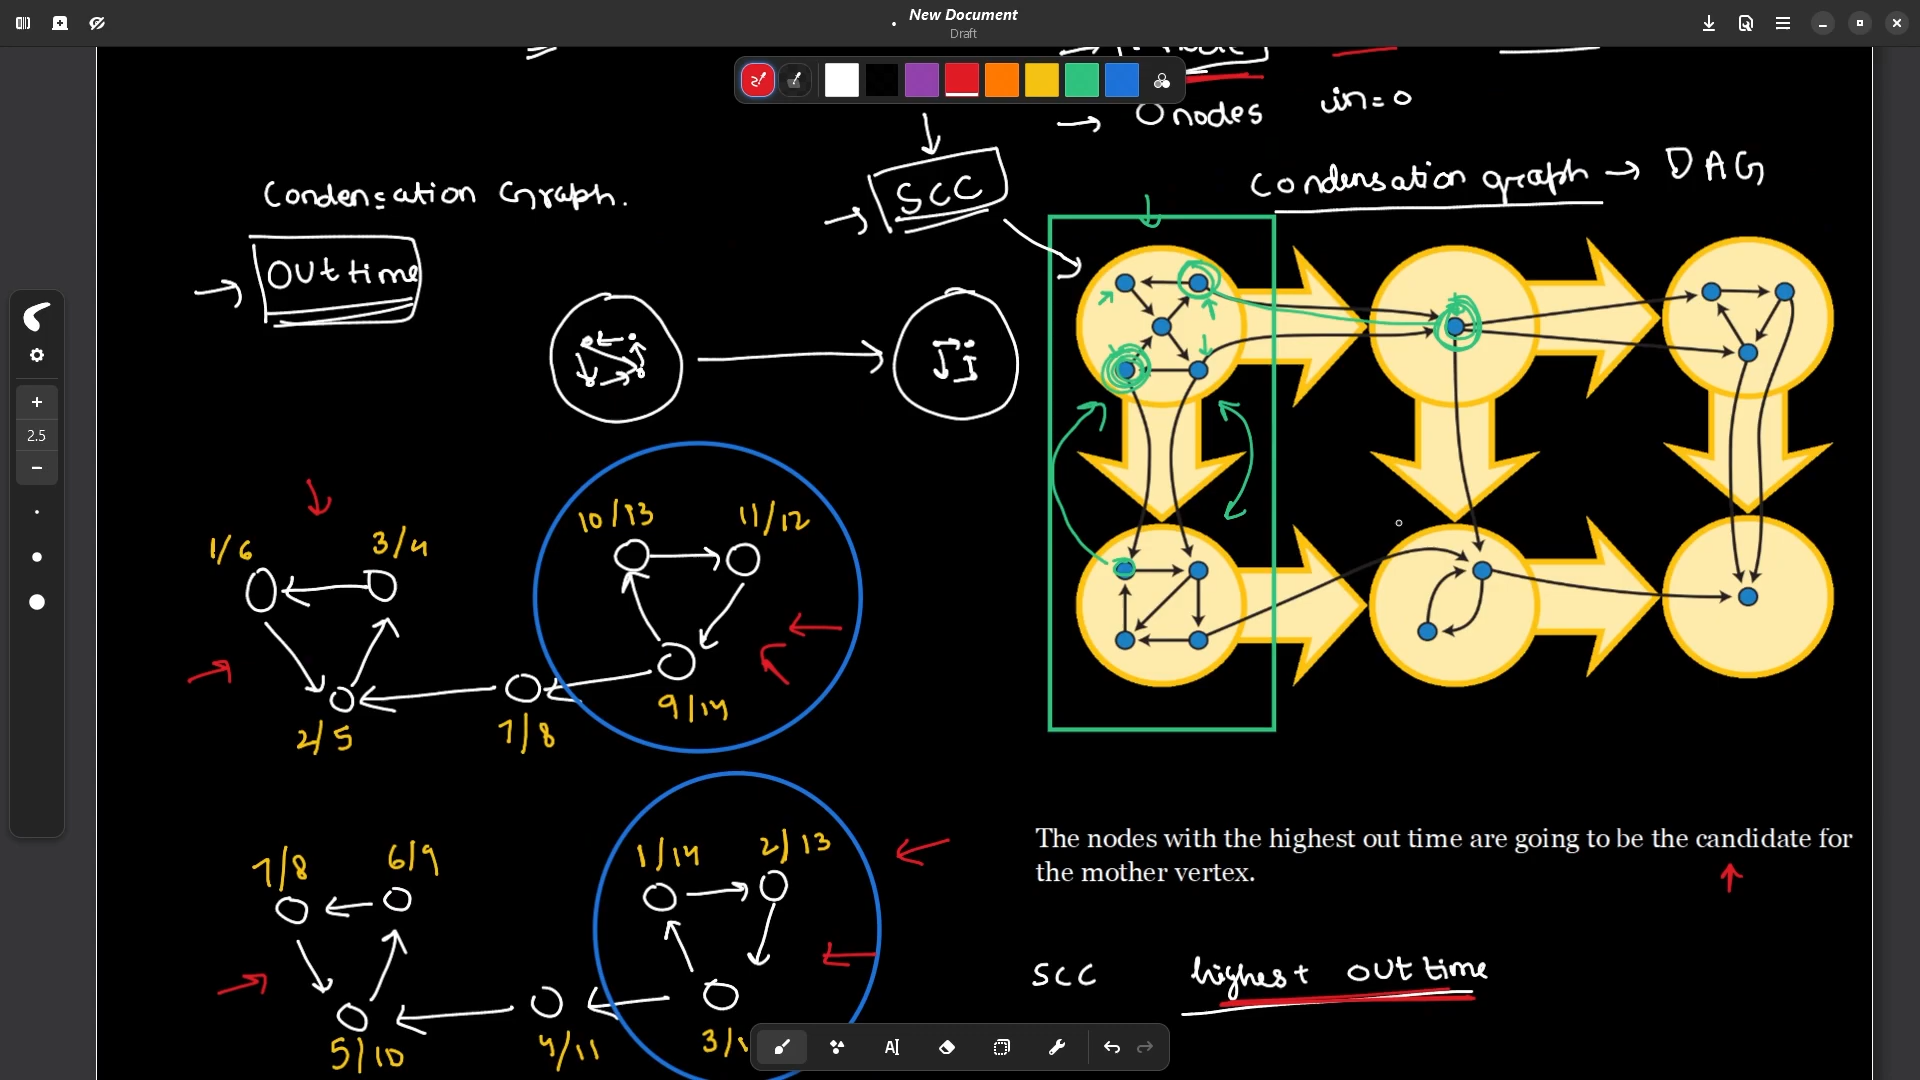 New Document
Draft
0 nodes in=0
Condensation Graph.
SCC
Condensation graph → DAG
OUt time
2.5
1/6
3/4
2/5
7/8
10/13
11/12
9/14
7/8
6/9
5/10
4/11
1/14
2/13
The nodes with the highest out time are going to be the candidate for
the mother vertex.
SCC highest out time